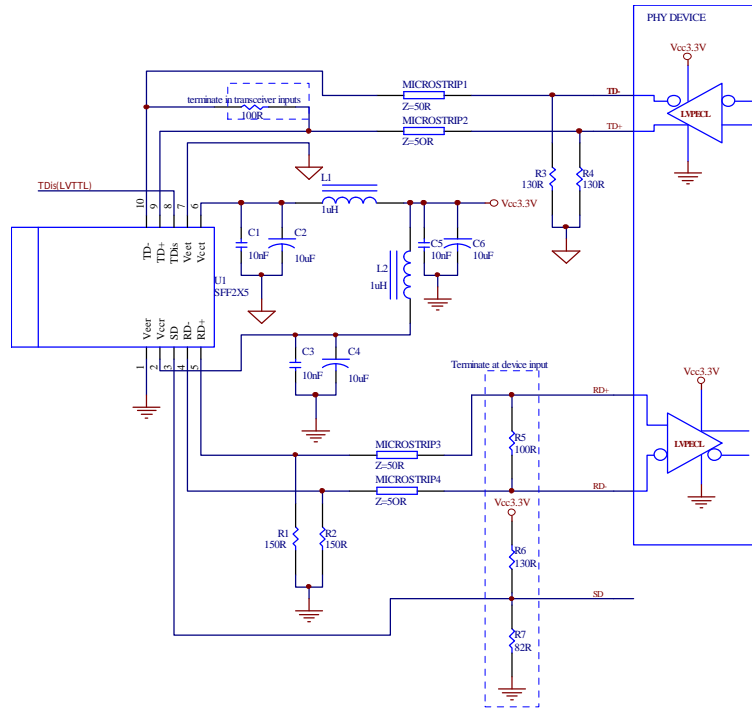 PHY DEVICE
Vcc3.3V
MICROSTRIP1
TD-
terminate in transceiver inputs
Z=50R
LVPECL
100R
MICROSTRIP2
TD+
Z=5OR
R3
130R
R4
130R
L1
TDis(LVTTL)
10
9
8
7
6
1uH
Vcc3.3V
C1
10nF
C2
10uF
C5
10nF
C6
10uF
TD-
TD+
TDis
Veet
Vcct
L2
1uH
U1
SFF2X5
Veer
Vccr
SD
RD-
RD+
C3
10nF
C4
10uF
1
2
3
4
5
Terminate at device input
Vcc3.3V
RD+
LVPECL
R5
100R
MICROSTRIP3
Z=50R
MICROSTRIP4
Z=5OR
RD-
Vcc3.3V
R1
150R
R2
150R
R6
130R
SD
R7
82R